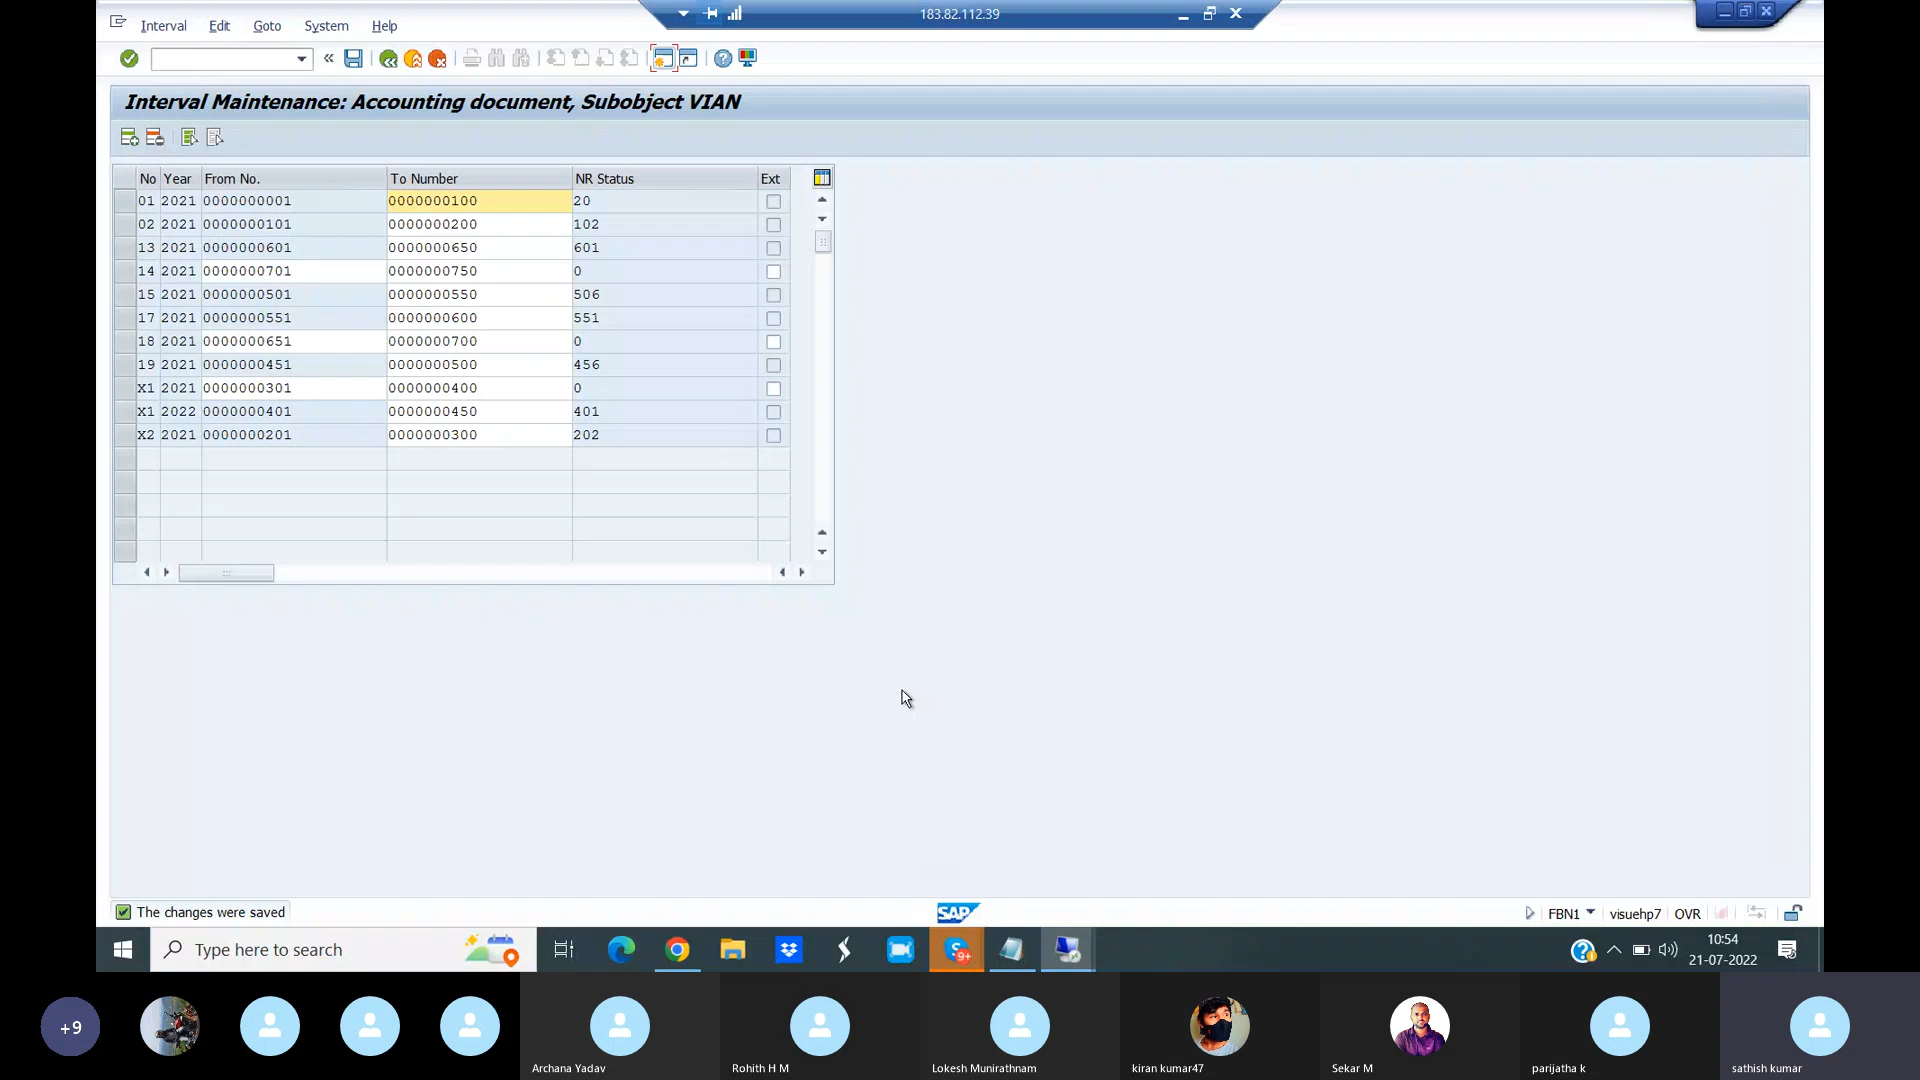 183.82.112.39
Interval Edit Goto System Help
Interval Maintenance: Accounting document, Subobject VIAN
No Year From No. To Number NR Status Ext
01 2021 0000000001 0000000100 20
02 2021 0000000101 0000000200 102
13 2021 0000000601 0000000650 601
14 2021 0000000701 0000000750 0
15 2021 0000000501 0000000550 506
17 2021 0000000551 0000000600 551
18 2021 0000000651 0000000700 0
19 2021 0000000451 0000000500 456
X1 2021 0000000301 0000000400 0
X1 2022 0000000401 0000000450 401
X2 2021 0000000201 0000000300 202
The changes were saved
SAP
FBN1 visuehp7 OVR
Type here to search
9+
10:54
21-07-2022
+9
Archana Yadav
Rohith H M
Lokesh Munirathnam
kiran kumar47
Sekar M
parijatha k
sathish kumar